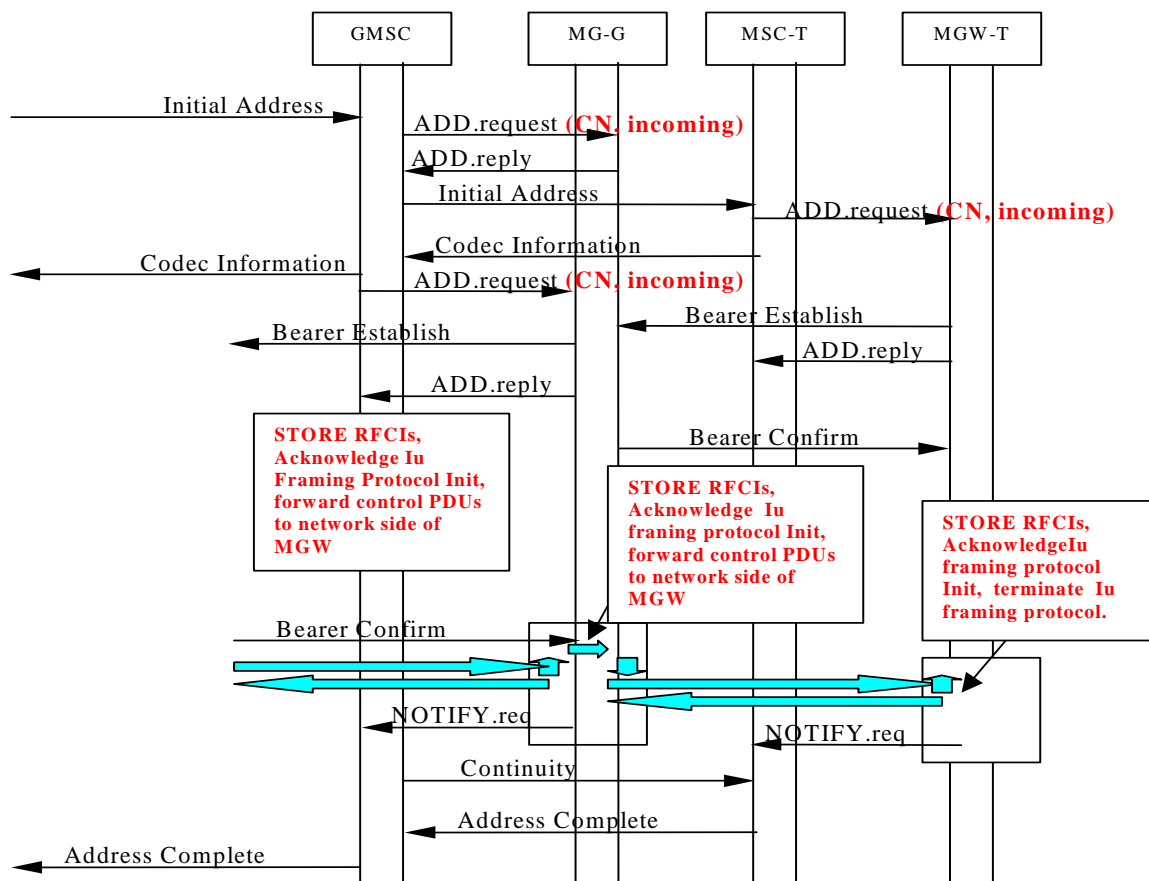 GMSC
MG-G
MSC-T
MGW-T
Initial Address
ADD.request (CN, incoming)
ADD.reply
Initial Address
ADD.request (CN, incoming)
Codec Information
Codec Information
ADD.request (CN, incoming)
Bearer Establish
Bearer Establish
ADD.reply
ADD.reply
Bearer Confirm
STORE RFCIs,
Acknowledge Iu
Framing Protocol Init,
forward control PDUs
to network side of
MGW
STORE RFCIs,
Acknowledge Iu
franing protocol Init,
forward control PDUs
to network side of
MGW
STORE RFCIs,
AcknowledgeIu
framing protocol
Init, terminate Iu
framing protocol.
Bearer Confirm
NOTIFY.req
NOTIFY.req
Continuity
Address Complete
Address Complete